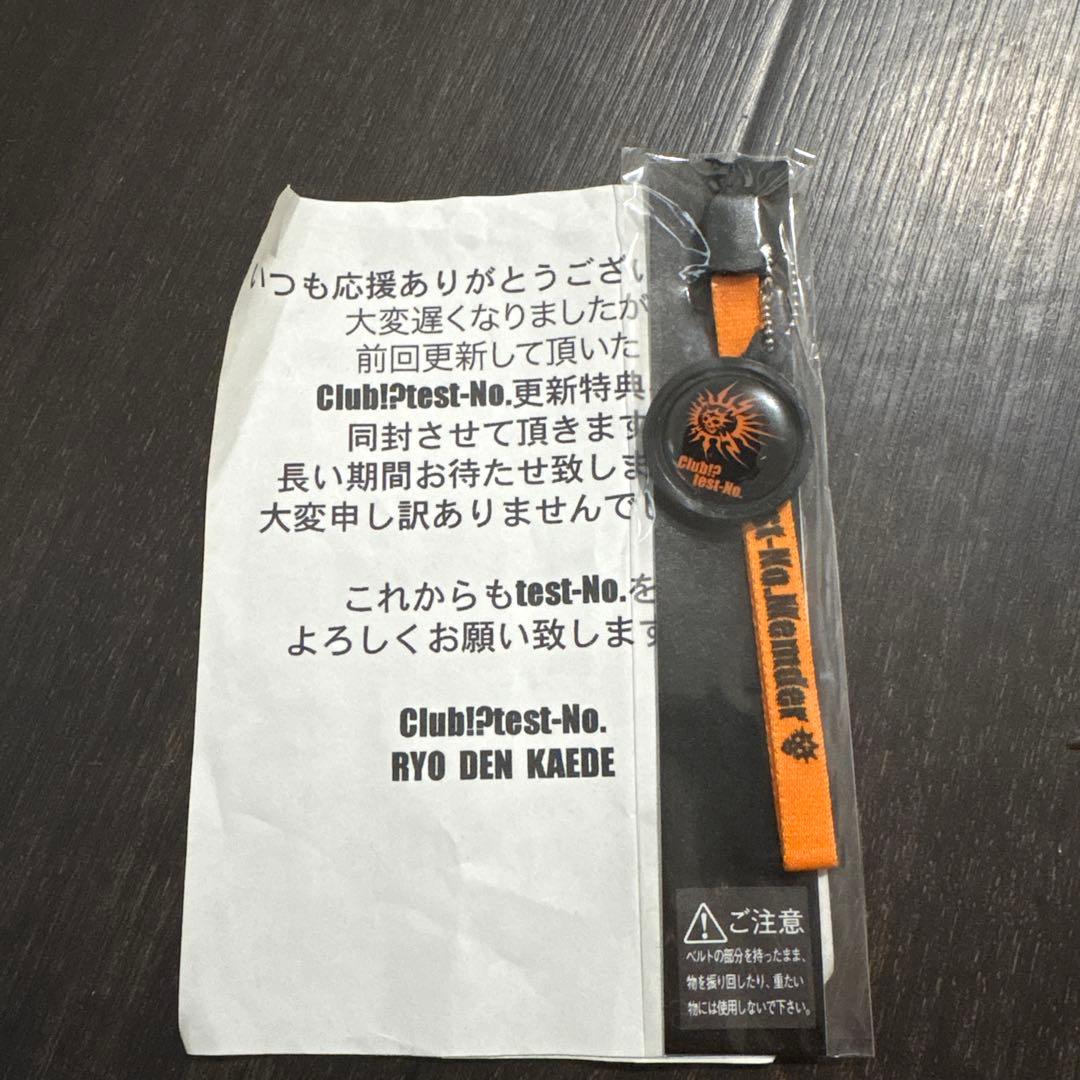 いつも応援ありがとうござい
大変遅くなりましたが
前回更新して頂いた
Club!?test-No.更新特典
同封させて頂きます
長い期間お待たせ致しま
大変申し訳ありませんでし
これからもtest-No.を
よろしくお願い致します
Club!?test-No.
RYO DEN KAEDE
Club!?
test-No.
st-No.Memder
ご注意
ベルトの部分を持ったまま、
物を振り回したり、重たい
物には使用しないで下さい。